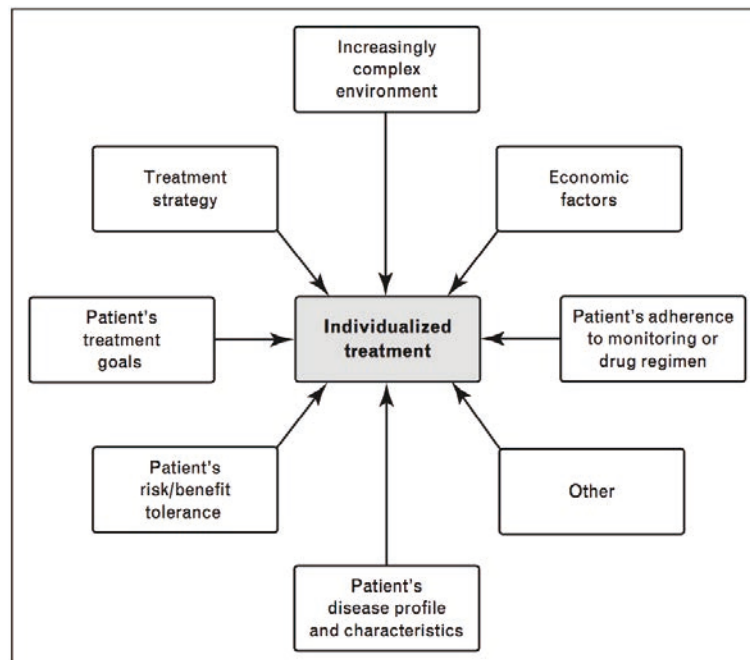 Increasingly
complex
environment
Treatment
strategy
Economic
factors
Patient's
treatment
goals
Individualized
treatment
Patient's adherence
to monitoring or
drug regimen
Patient's
risk/benefit
tolerance
Other
Patient's
disease profile
and characteristics